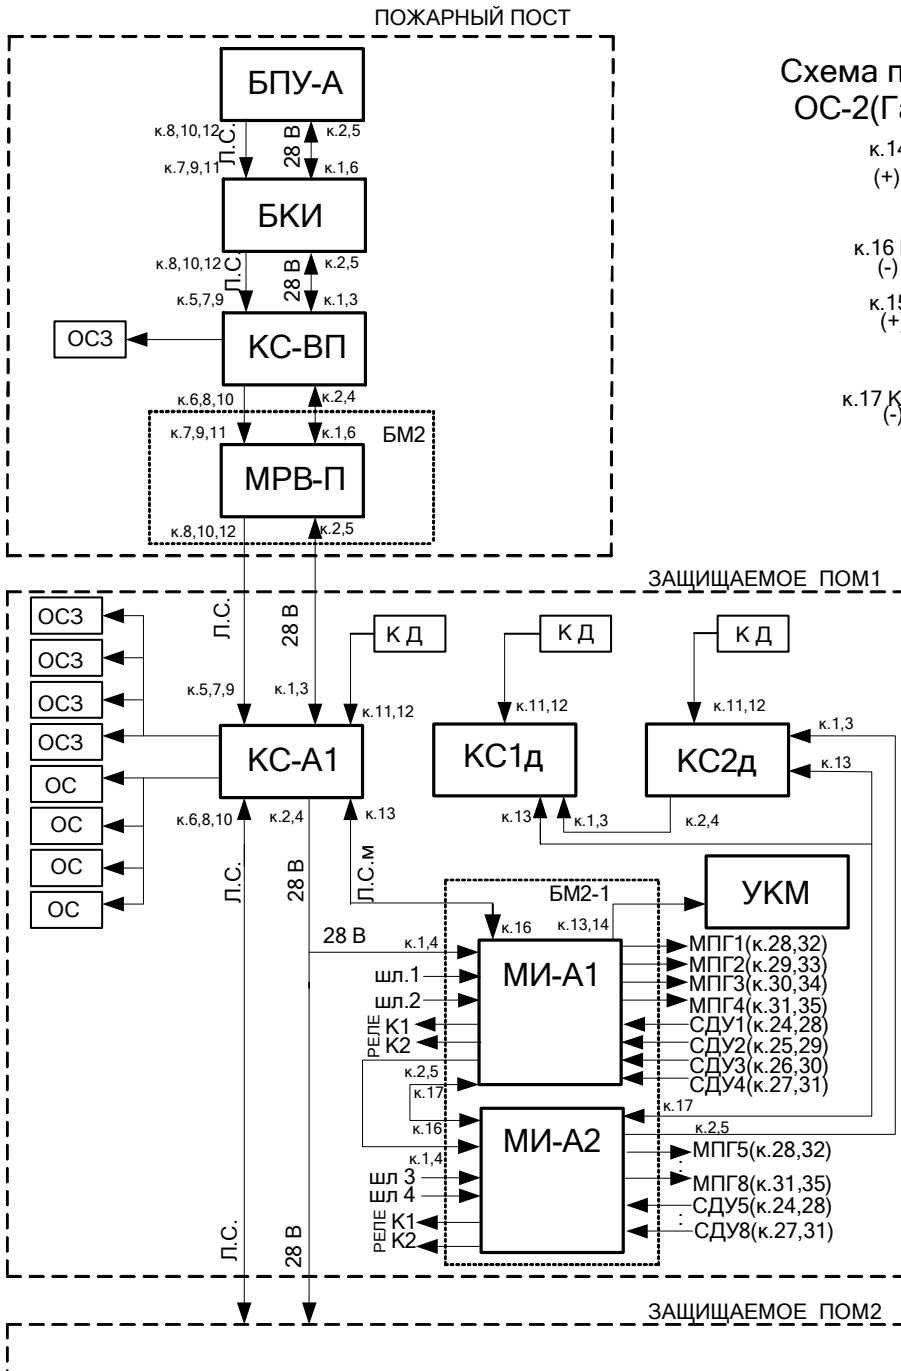 ПОЖАРНЫЙ ПОСТ
БПУ-А
к.8,10,12
Л.С.
28 В
к.2,5
к.7,9,11
к.1,6
БКИ
к.8,10,12
Л.С.
28 В
к.2,5
к.5,7,9
к.1,3
ОСЗ
КС-ВП
к.6,8,10
к.2,4
к.7,9,11
к.1,6
БМ2
МРВ-П
к.8,10,12
к.2,5
Схема п
ОС-2(Га
к.14
(+)
к.16
(-)
к.15
(+)
к.17 К
(-)
ЗАЩИЩАЕМОЕ ПОМ1
ОСЗ
ОСЗ
ОСЗ
ОСЗ
ОС
ОС
ОС
ОС
Л.С.
28 В
К Д
К Д
К Д
к.5,7,9
к.1,3
к.11,12
к.11,12
к.11,12
к.1,3
КС-А1
КС1д
КС2д
к.13
к.6,8,10
к.2,4
к.13
к.13
к.1,3
к.2,4
Л.С.
28 В
Л.С.м
БМ2-1
УКМ
к.16
к.13,14
28 В
к.1,4
МИ-А1
шл.1
шл.2
РЕЛЕ
К1
К2
МПГ1(к.28,32)
МПГ2(к.29,33)
МПГ3(к.30,34)
МПГ4(к.31,35)
СДУ1(к.24,28)
СДУ2(к.25,29)
СДУ3(к.26,30)
СДУ4(к.27,31)
к.2,5
к.17
к.16
к.1,4
МИ-А2
к.17
к.2,5
шл 3
шл 4
РЕЛЕ
К1
К2
МПГ5(к.28,32)
:
МПГ8(к.31,35)
СДУ5(к.24,28)
:
СДУ8(к.27,31)
Л.С.
28 В
ЗАЩИЩАЕМОЕ ПОМ2